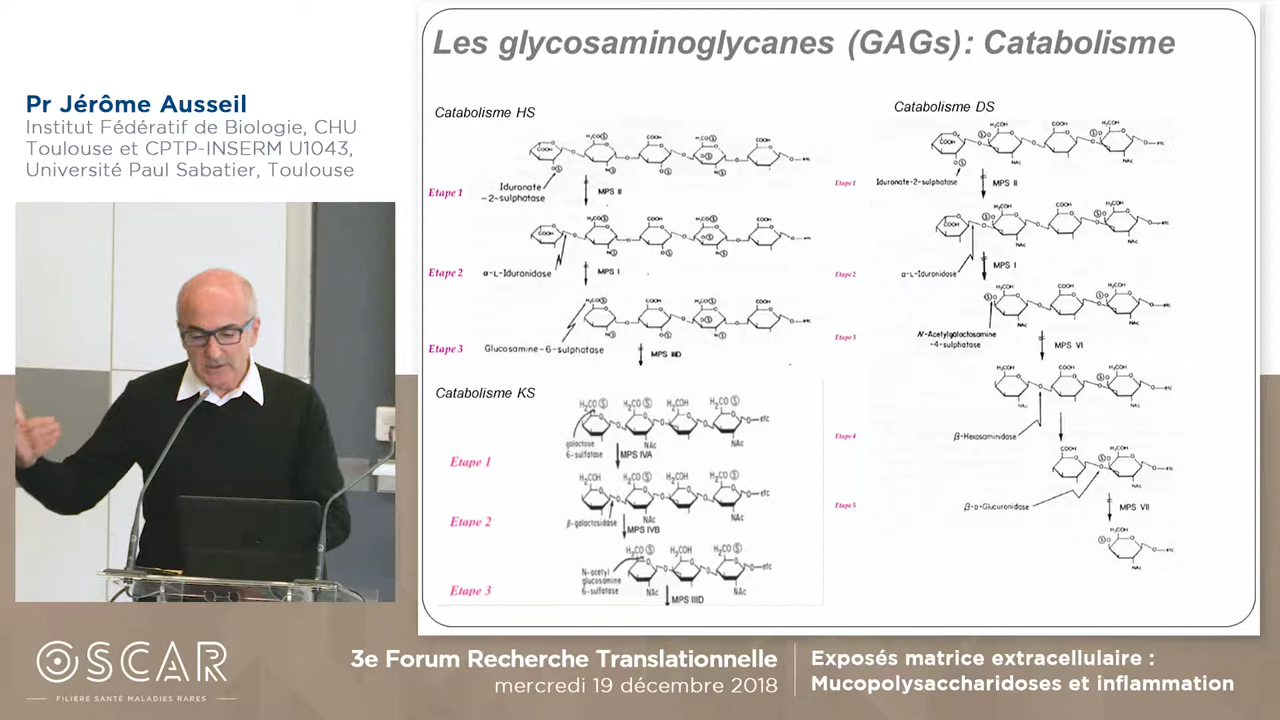 Les glycosaminoglycanes (GAGs): Catabolisme
Pr Jérôme Ausseil
Institut Fédératif de Biologie, CHU
Toulouse et CPTP-INSERM U1043,
Université Paul Sabatier, Toulouse
Catabolisme HS
Etape 1
Iduronate
-2-sulphatase
MPS II
Etape 2
α-L-Iduronidase
MPS I
Etape 3
Glucosamine-6-sulphatase
MPS IIID
Catabolisme KS
Etape 1
galactose
6-sulfatase
MPS IVA
Etape 2
β-galactosidase
MPS IVB
Etape 3
N-acetyl
glucosamine
6-sulfatase
MPS IIID
Catabolisme DS
Etape 1
Iduronate-2-sulphatase
MPS II
Etape 2
α-L-Iduronidase
MPS I
Etape 3
N-Acetylgalactosamine
-4-sulphatase
MPS VI
Etape 4
β-Hexosaminidase
Etape 5
β-D-Glucuronidase
MPS VII
OSCAR
FILIERE SANTÉ MALADIES RARES
3e Forum Recherche Translationnelle
mercredi 19 décembre 2018
Exposés matrice extracellulaire :
Mucopolysaccharidoses et inflammation